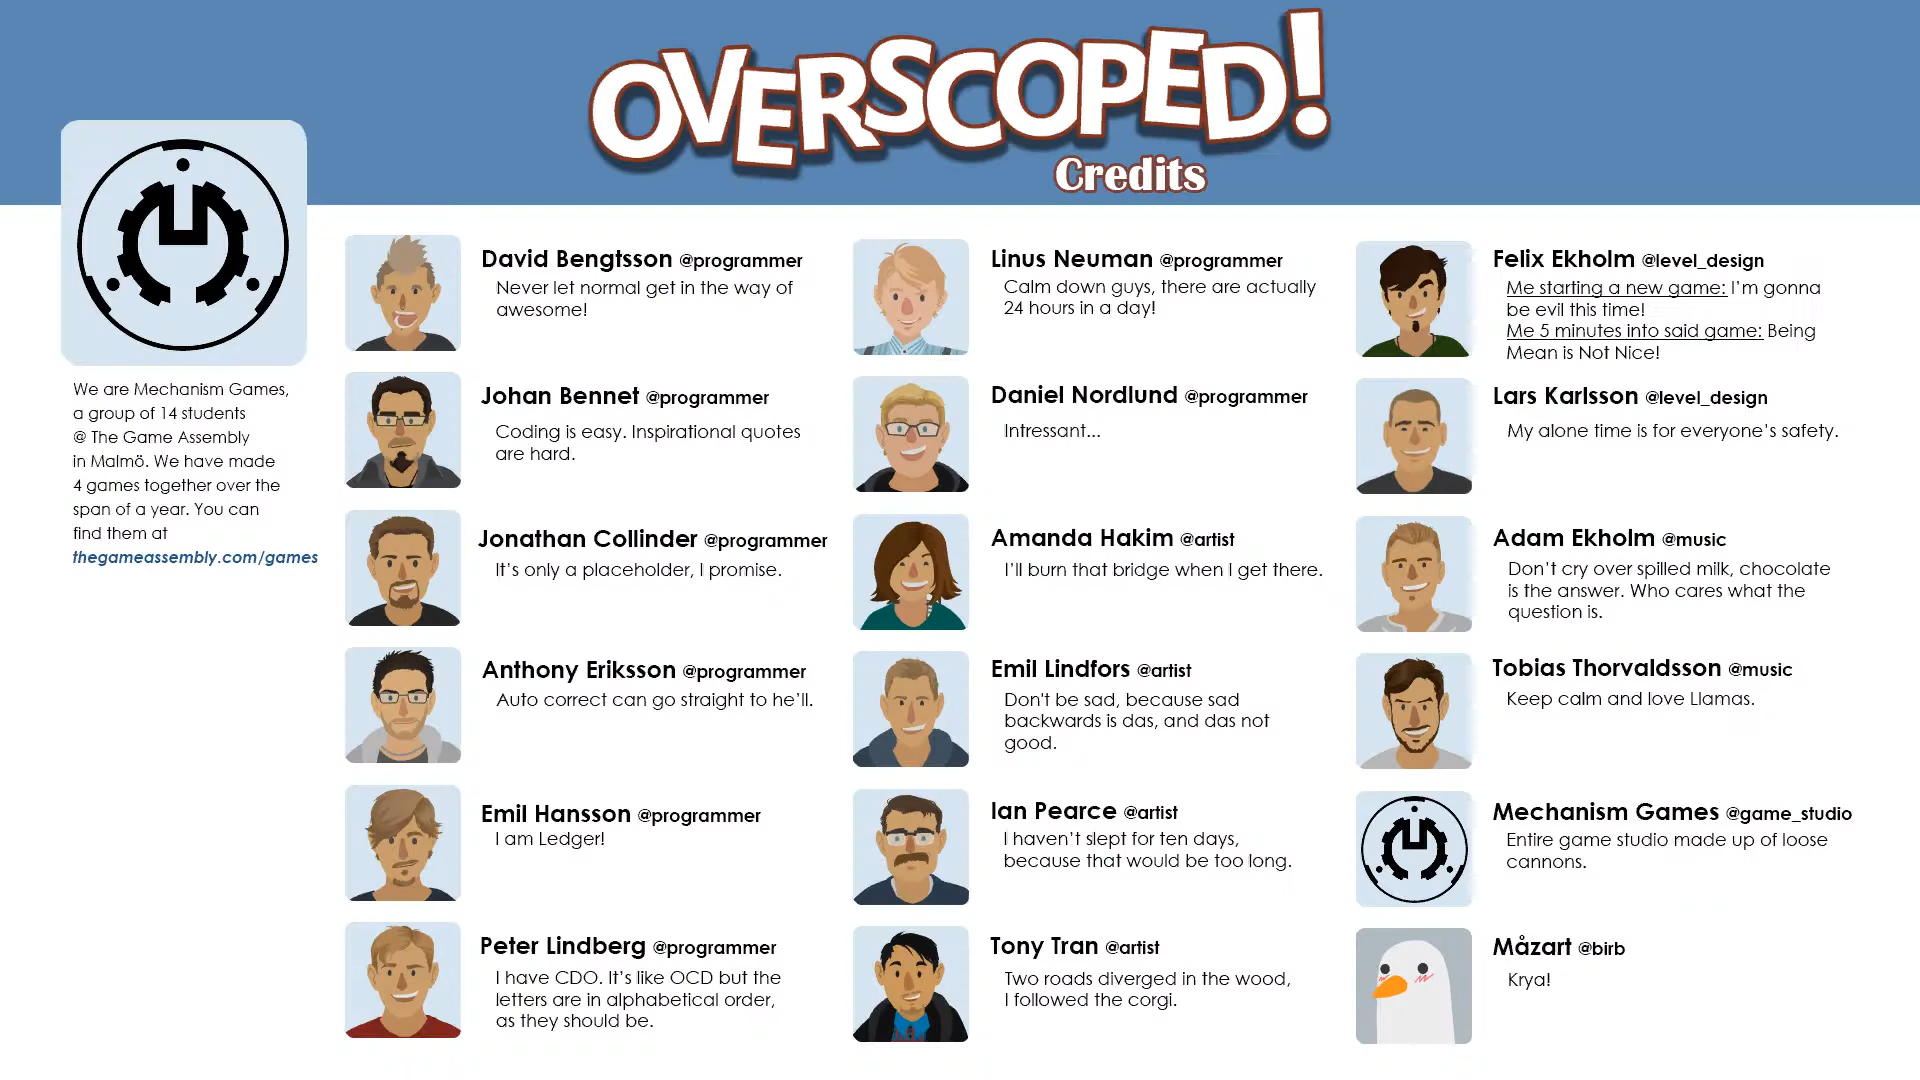 OVERSCOPED!
Credits
We are Mechanism Games,
a group of 14 students
@ The Game Assembly
in Malmö. We have made
4 games together over the
span of a year. You can
find them at
thegameassembly.com/games
David Bengtsson @programmer
Never let normal get in the way of
awesome!
Johan Bennet @programmer
Coding is easy. Inspirational quotes
are hard.
Jonathan Collinder @programmer
It's only a placeholder, I promise.
Anthony Eriksson @programmer
Auto correct can go straight to he'll.
Emil Hansson @programmer
I am Ledger!
Peter Lindberg @programmer
I have CDO. It's like OCD but the
letters are in alphabetical order,
as they should be.
Linus Neuman @programmer
Calm down guys, there are actually
24 hours in a day!
Daniel Nordlund @programmer
Intressant...
Amanda Hakim @artist
I'll burn that bridge when I get there.
Emil Lindfors @artist
Don't be sad, because sad
backwards is das, and das not
good.
Ian Pearce @artist
I haven't slept for ten days,
because that would be too long.
Tony Tran @artist
Two roads diverged in the wood,
I followed the corgi.
Felix Ekholm @level_design
Me starting a new game: I'm gonna
be evil this time!
Me 5 minutes into said game: Being
Mean is Not Nice!
Lars Karlsson @level_design
My alone time is for everyone's safety.
Adam Ekholm @music
Don't cry over spilled milk, chocolate
is the answer. Who cares what the
question is.
Tobias Thorvaldsson @music
Keep calm and love Llamas.
Mechanism Games @game_studio
Entire game studio made up of loose
cannons.
Måzart @birb
Krya!